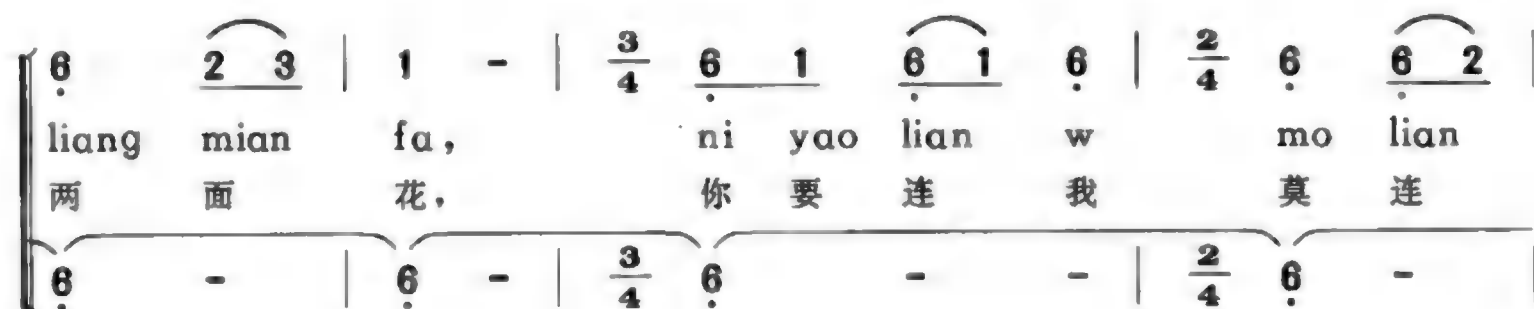 6̣ 2 3 | 1 - | 3/4 6̣ 1 6̣ 1 6̣ | 2/4 6̣ 6̣ 2 |
liang mian fa, ni yao lian w mo lian
两 面 花, 你 要 连 我 莫 连
6̣ - | 6̣ - | 3/4 6̣ - - | 2/4 6̣ - |